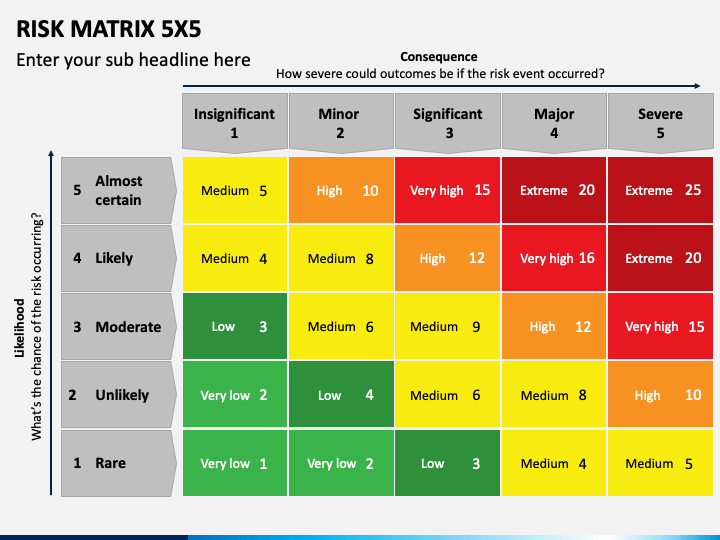 RISK MATRIX 5X5
Enter your sub headline here
Consequence
How severe could outcomes be if the risk event occurred?
Insignificant Minor Significant Major Severe
1 2 3 4 5
Likelihood
What's the chance of the risk occurring?
5 Almost certain Medium 5 High 10 Very high 15 Extreme 20 Extreme 25
4 Likely Medium 4 Medium 8 High 12 Very high 16 Extreme 20
3 Moderate Low 3 Medium 6 Medium 9 High 12 Very high 15
2 Unlikely Very low 2 Low 4 Medium 6 Medium 8 High 10
1 Rare Very low 1 Very low 2 Low 3 Medium 4 Medium 5